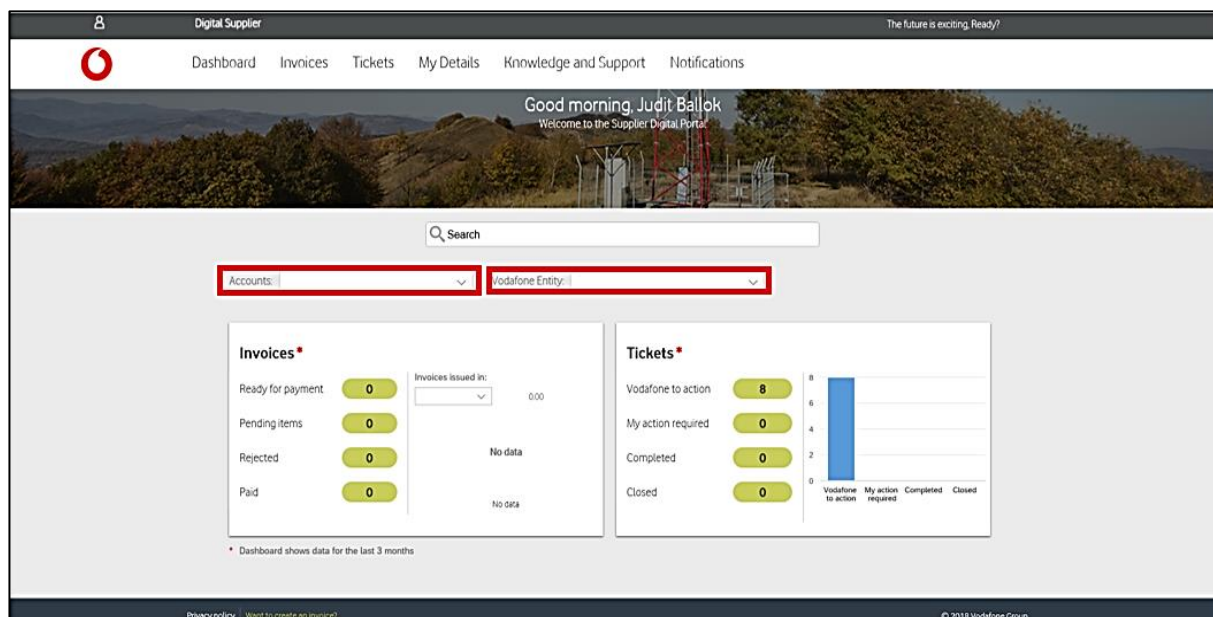 Digital Supplier The future is exciting, Ready?
Dashboard Invoices Tickets My Details Knowledge and Support Notifications
Good morning, Judit Ballok
Welcome to the Supplier Digital Portal
Search
Accounts: Vodafone Entity:
Invoices*
Ready for payment 0
Pending items 0
Rejected 0
Paid 0
Invoices issued in:
0.00
No data
No data
Tickets*
Vodafone to action 8
My action required 0
Completed 0
Closed 0
8
6
4
2
0
Vodafone to action
My action required
Completed
Closed
* Dashboard shows data for the last 3 months
Privacy policy Want to create an invoice? © 2018 Vodafone Group